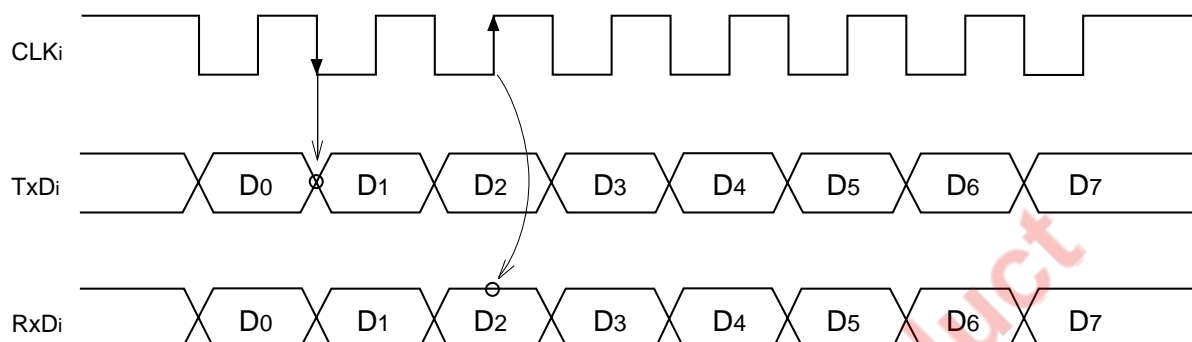 CLKi
TxDi D0 D1 D2 D3 D4 D5 D6 D7
RxDi D0 D1 D2 D3 D4 D5 D6 D7